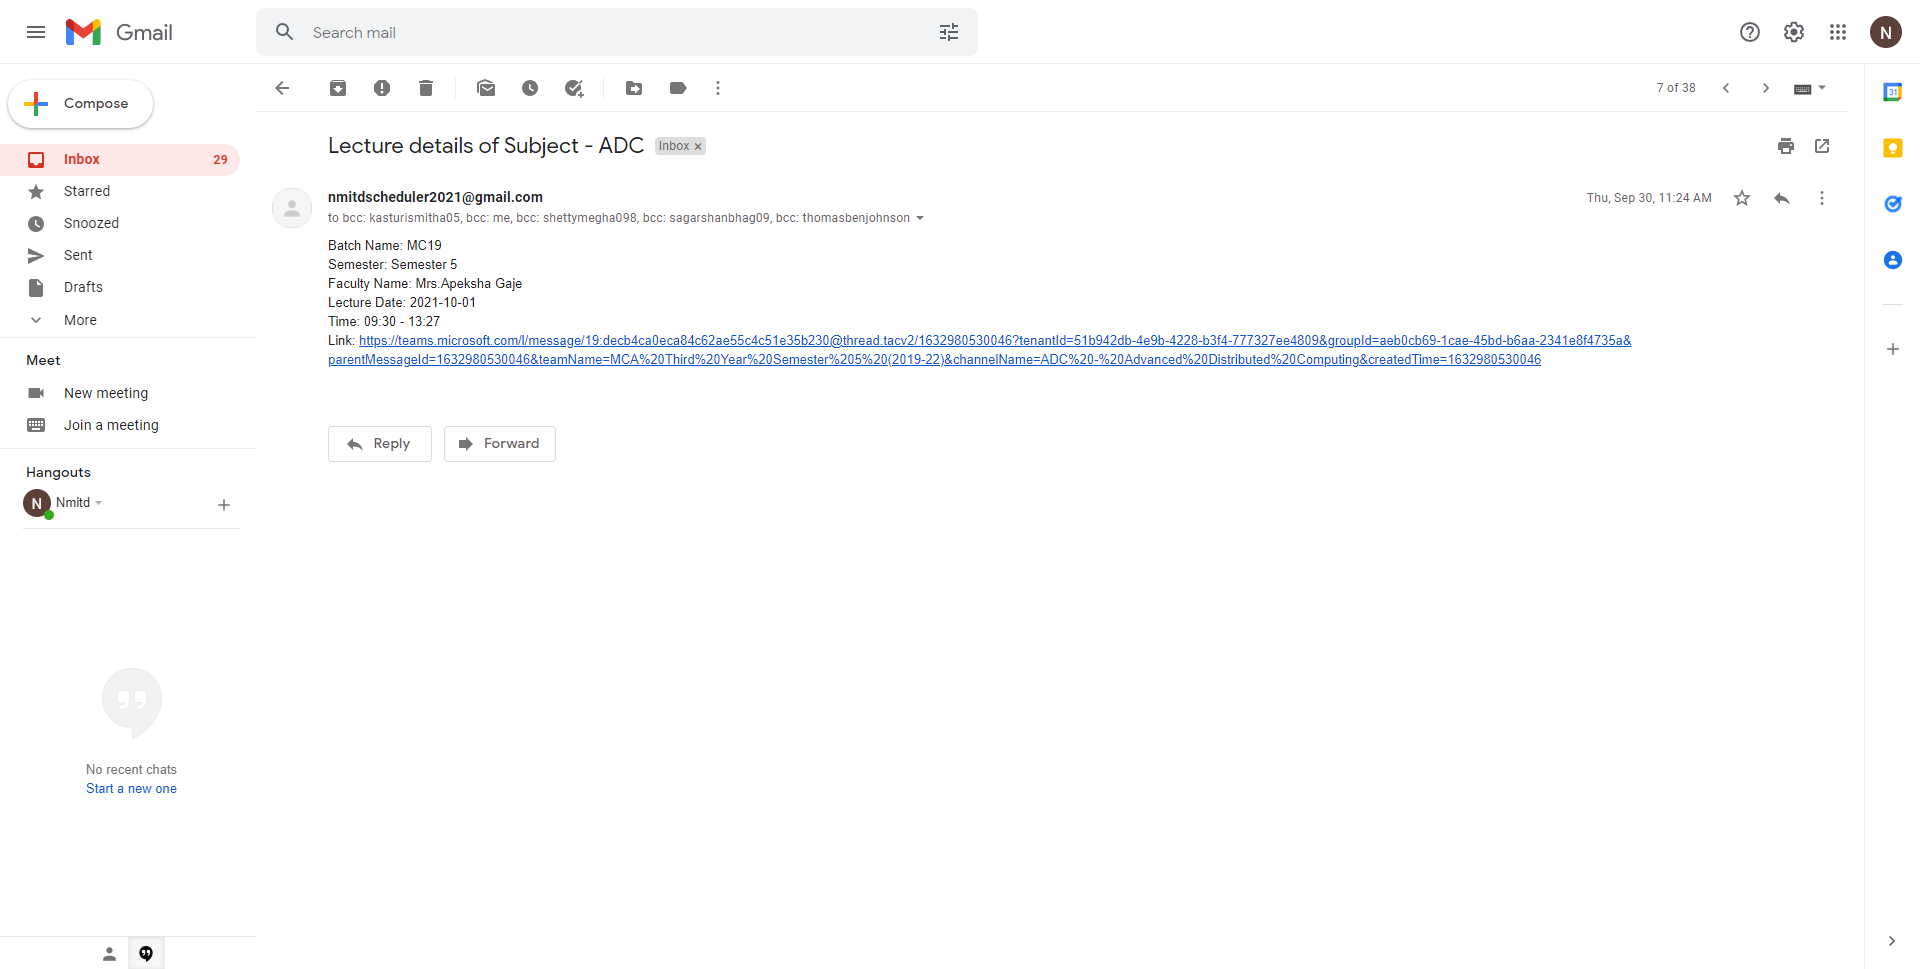 Gmail
Search mail
N
Compose
7 of 38
31
Inbox 29
Starred
Snoozed
Sent
Drafts
More
Meet
New meeting
Join a meeting
Hangouts
N Nmitd
No recent chats
Start a new one
Lecture details of Subject - ADC Inbox x
nmitdscheduler2021@gmail.com Thu, Sep 30, 11:24 AM
to bcc: kasturismitha05, bcc: me, bcc: shettymegha098, bcc: sagarshanbhag09, bcc: thomasbenjohnson
Batch Name: MC19
Semester: Semester 5
Faculty Name: Mrs.Apeksha Gaje
Lecture Date: 2021-10-01
Time: 09:30 - 13:27
Link: https://teams.microsoft.com/l/message/19:decb4ca0eca84c62ae55c4c51e35b230@thread.tacv2/1632980530046?tenantId=51b942db-4e9b-4228-b3f4-777327ee4809&groupId=aeb0cb69-1cae-45bd-b6aa-2341e8f4735a&
parentMessageId=1632980530046&teamName=MCA%20Third%20Year%20Semester%205%20(2019-22)&channelName=ADC%20-%20Advanced%20Distributed%20Computing&createdTime=1632980530046
Reply Forward